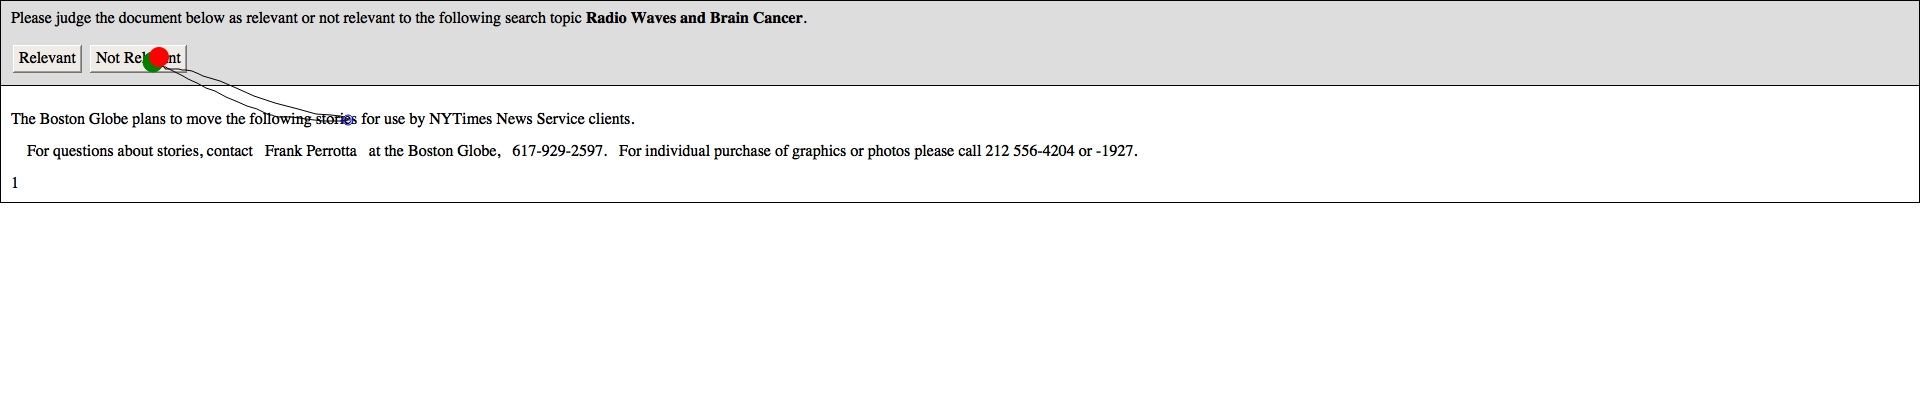 Please judge the document below as relevant or not relevant to the following search topic Radio Waves and Brain Cancer.
Relevant Not
The Boston Globe plans to move the following stories for use by NYTimes News Service clients.
For questions about stories, contact Frank Perrotta at the Boston Globe, 617-929-2597. For individual purchase of graphics or photos please call 212 556-4204 or -1927.
1